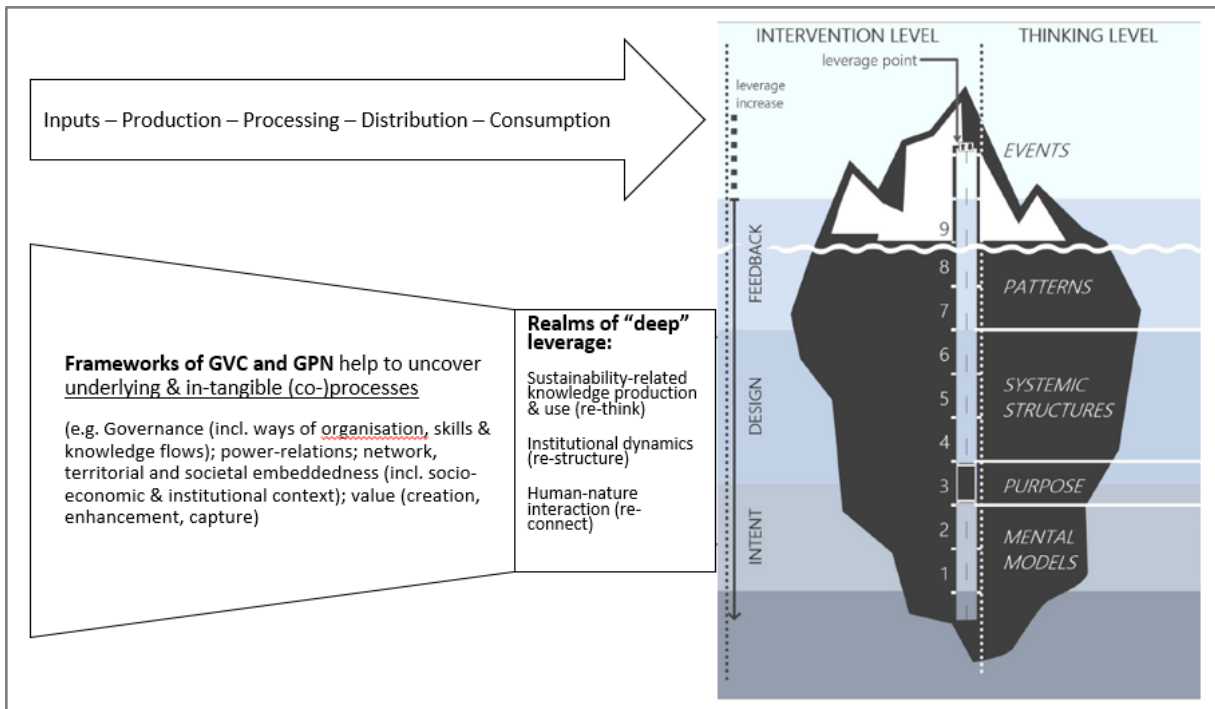 Inputs – Production – Processing – Distribution – Consumption
Frameworks of GVC and GPN help to uncover
underlying & in-tangible (co-)processes
(e.g. Governance (incl. ways of organisation, skills &
knowledge flows); power-relations; network,
territorial and societal embeddedness (incl. socio-
economic & institutional context); value (creation,
enhancement, capture)
Realms of “deep”
leverage:
Sustainability-related
knowledge production
& use (re-think)
Institutional dynamics
(re-structure)
Human-nature
interaction (re-
connect)
INTERVENTION LEVEL
THINKING LEVEL
leverage point
leverage
increase
EVENTS
FEEDBACK
9
8
7
PATTERNS
DESIGN
6
5
4
SYSTEMIC
STRUCTURES
3
PURPOSE
INTENT
2
1
MENTAL
MODELS